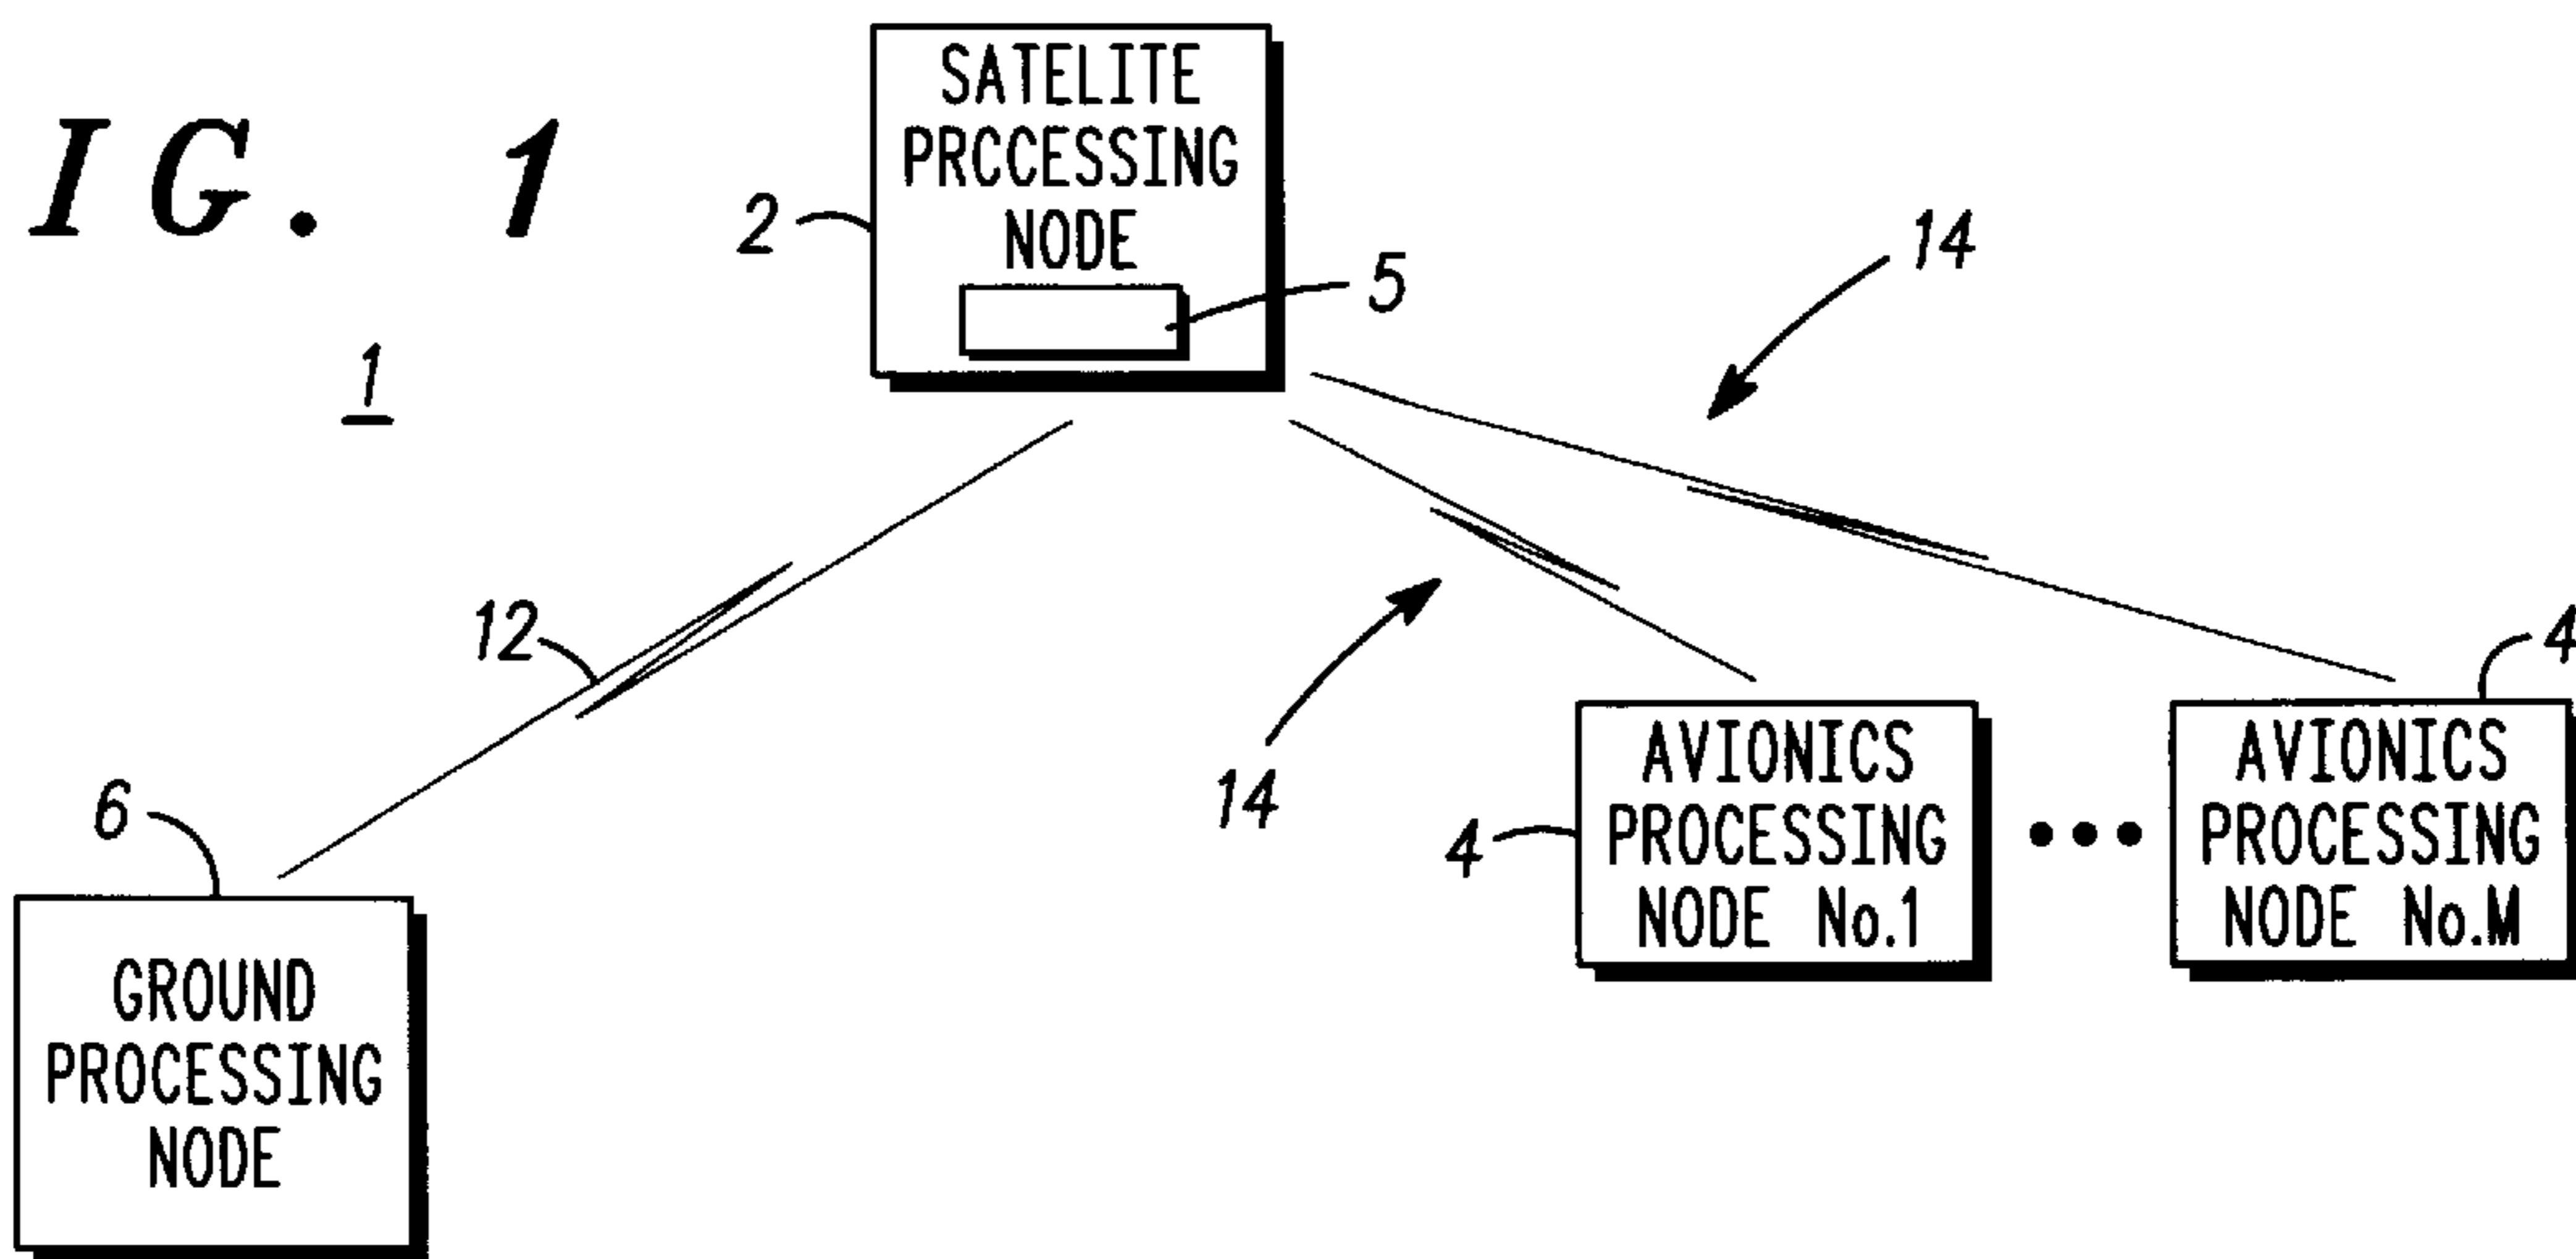 IG. 1
1
SATELITE
PRCCESSING
NODE
2
5
14
12
14
6
GROUND
PROCESSING
NODE
4
AVIONICS
PROCESSING
NODE No.1
•••
4
AVIONICS
PROCESSING
NODE No.M